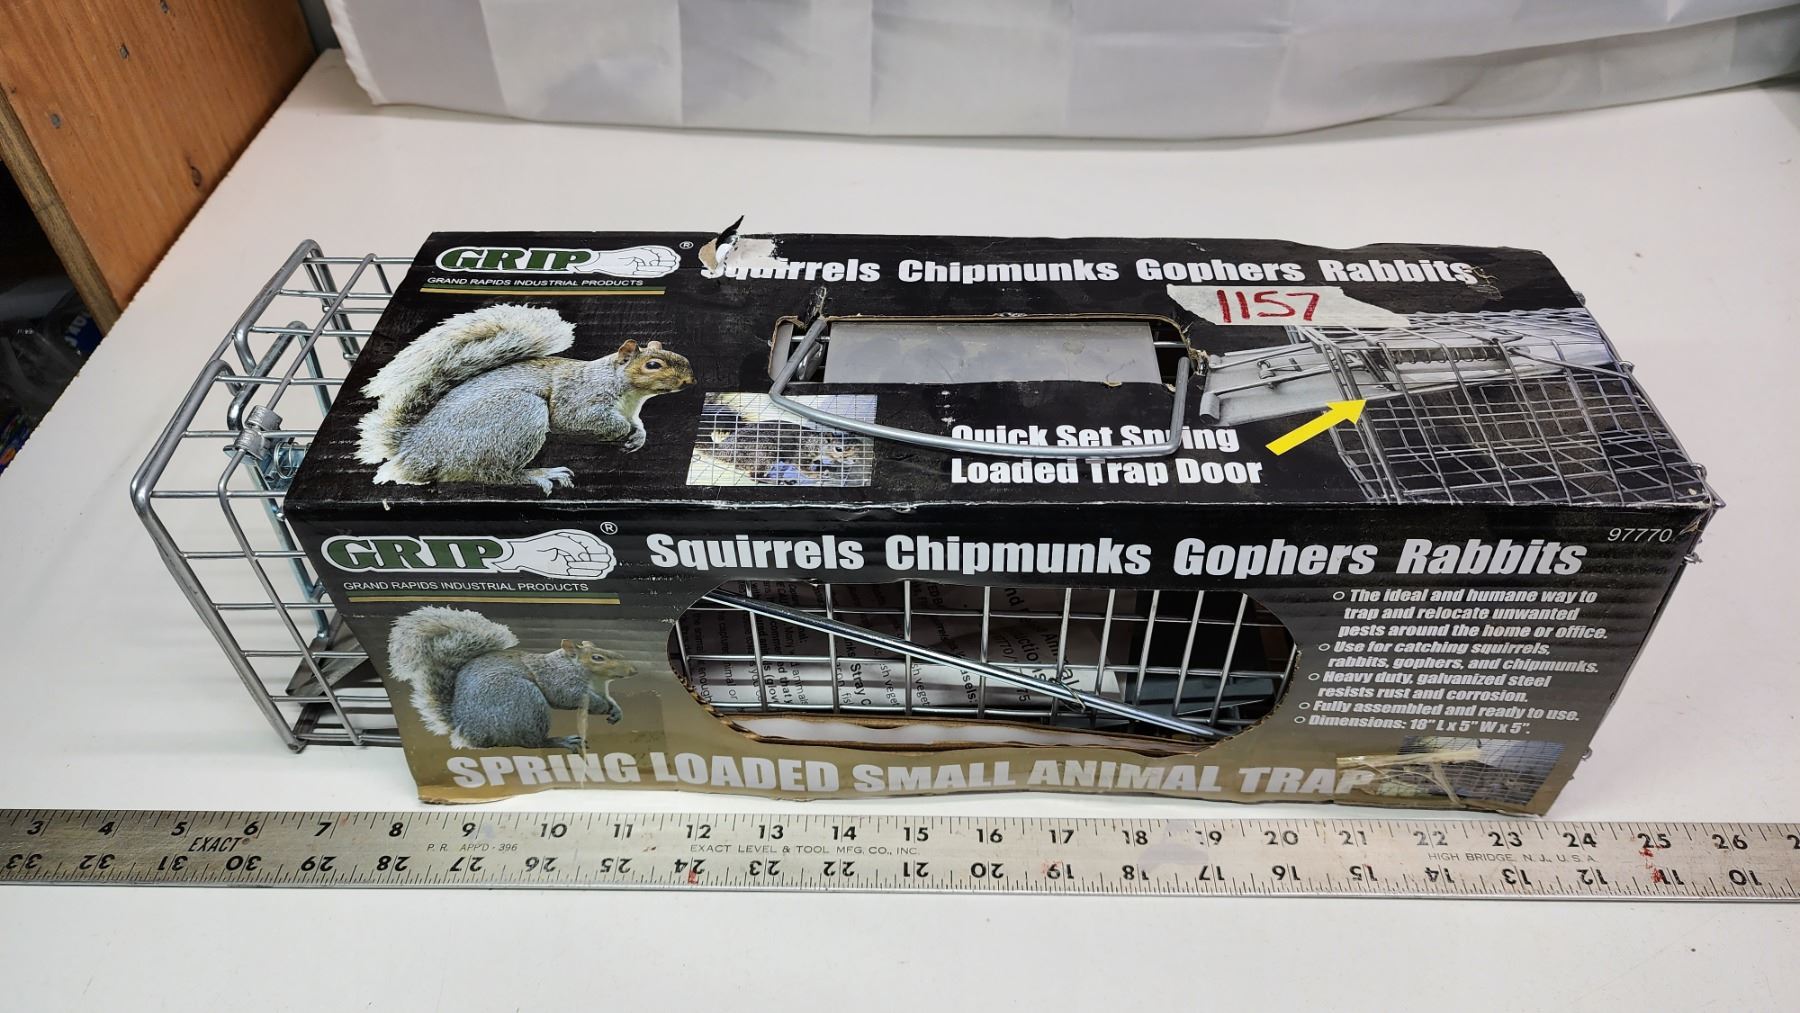 GRIP®
GRAND RAPIDS INDUSTRIAL PRODUCTS
Squirrels Chipmunks Gophers Rabbits
1157
Quick Set Spring
Loaded Trap Door
97770
GRIP®
GRAND RAPIDS INDUSTRIAL PRODUCTS
Squirrels Chipmunks Gophers Rabbits
The ideal and humane way to
trap and relocate unwanted
pests around the home or office.
Use for catching squirrels,
rabbits, gophers, and chipmunks.
Heavy duty, galvanized steel
resists rust and corrosion.
Fully assembled and ready to use.
Dimensions: 18" L x 5" W x 5".
SPRING LOADED SMALL ANIMAL TRAP
3 4 5 6 7 8 9 10 11 12 13 14 15 16 17 18 19 20 21 22 23 24 25 26
EXACT® P.R. APP'D - 396 EXACT LEVEL & TOOL MFG. CO., INC. HIGH BRIDGE, N.J., U.S.A.
33 32 31 30 29 28 27 26 25 24 23 22 21 20 19 18 17 16 15 14 13 12 11 10